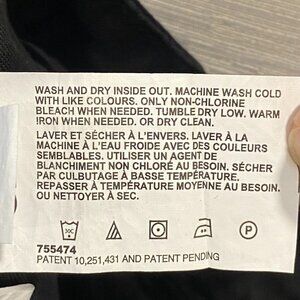 WASH AND DRY INSIDE OUT. MACHINE WASH COLD
WITH LIKE COLOURS. ONLY NON-CHLORINE
BLEACH WHEN NEEDED. TUMBLE DRY LOW. WARM
IRON WHEN NEEDED. OR DRY CLEAN.
LAVER ET SÉCHER À L'ENVERS. LAVER À LA
MACHINE À L'EAU FROIDE AVEC DES COULEURS
SEMBLABLES. UTILISER UN AGENT DE
BLANCHIMENT NON CHLORÉ AU BESOIN. SÉCHER
PAR CULBUTAGE À BASSE TEMPÉRATURE.
REPASSER À TEMPÉRATURE MOYENNE AU BESOIN.
OU NETTOYER À SEC.
30C
P
755474
PATENT 10,251,431 AND PATENT PENDING